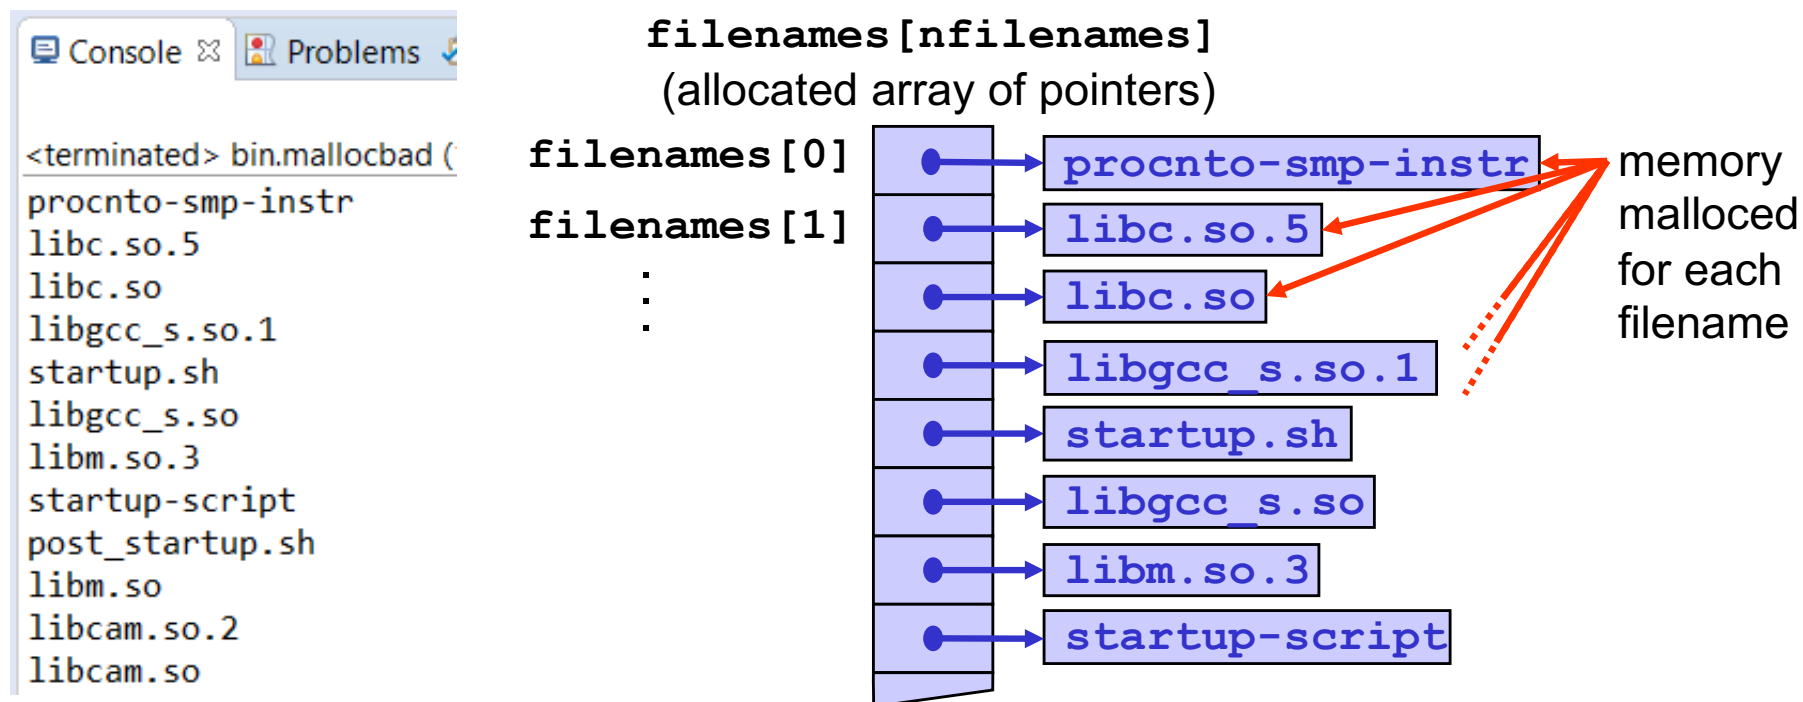 Console Problems
<terminated> bin.mallocbad (
procnto-smp-instr
libc.so.5
libc.so
libgcc_s.so.1
startup.sh
libgcc_s.so
libm.so.3
startup-script
post_startup.sh
libm.so
libcam.so.2
libcam.so
filenames[nfilenames]
(allocated array of pointers)
filenames[0]
filenames[1]
.
.
.
procnto-smp-instr
libc.so.5
libc.so
libgcc_s.so.1
startup.sh
libgcc_s.so
libm.so.3
startup-script
memory
malloced
for each
filename